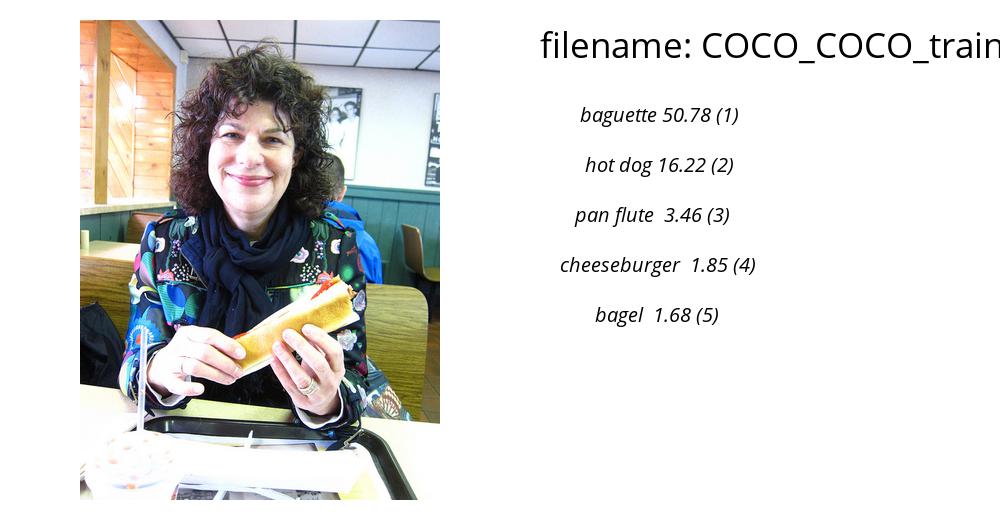 filename: COCO_COCO_train
baguette 50.78 (1)
hot dog 16.22 (2)
pan flute 3.46 (3)
cheeseburger 1.85 (4)
bagel 1.68 (5)